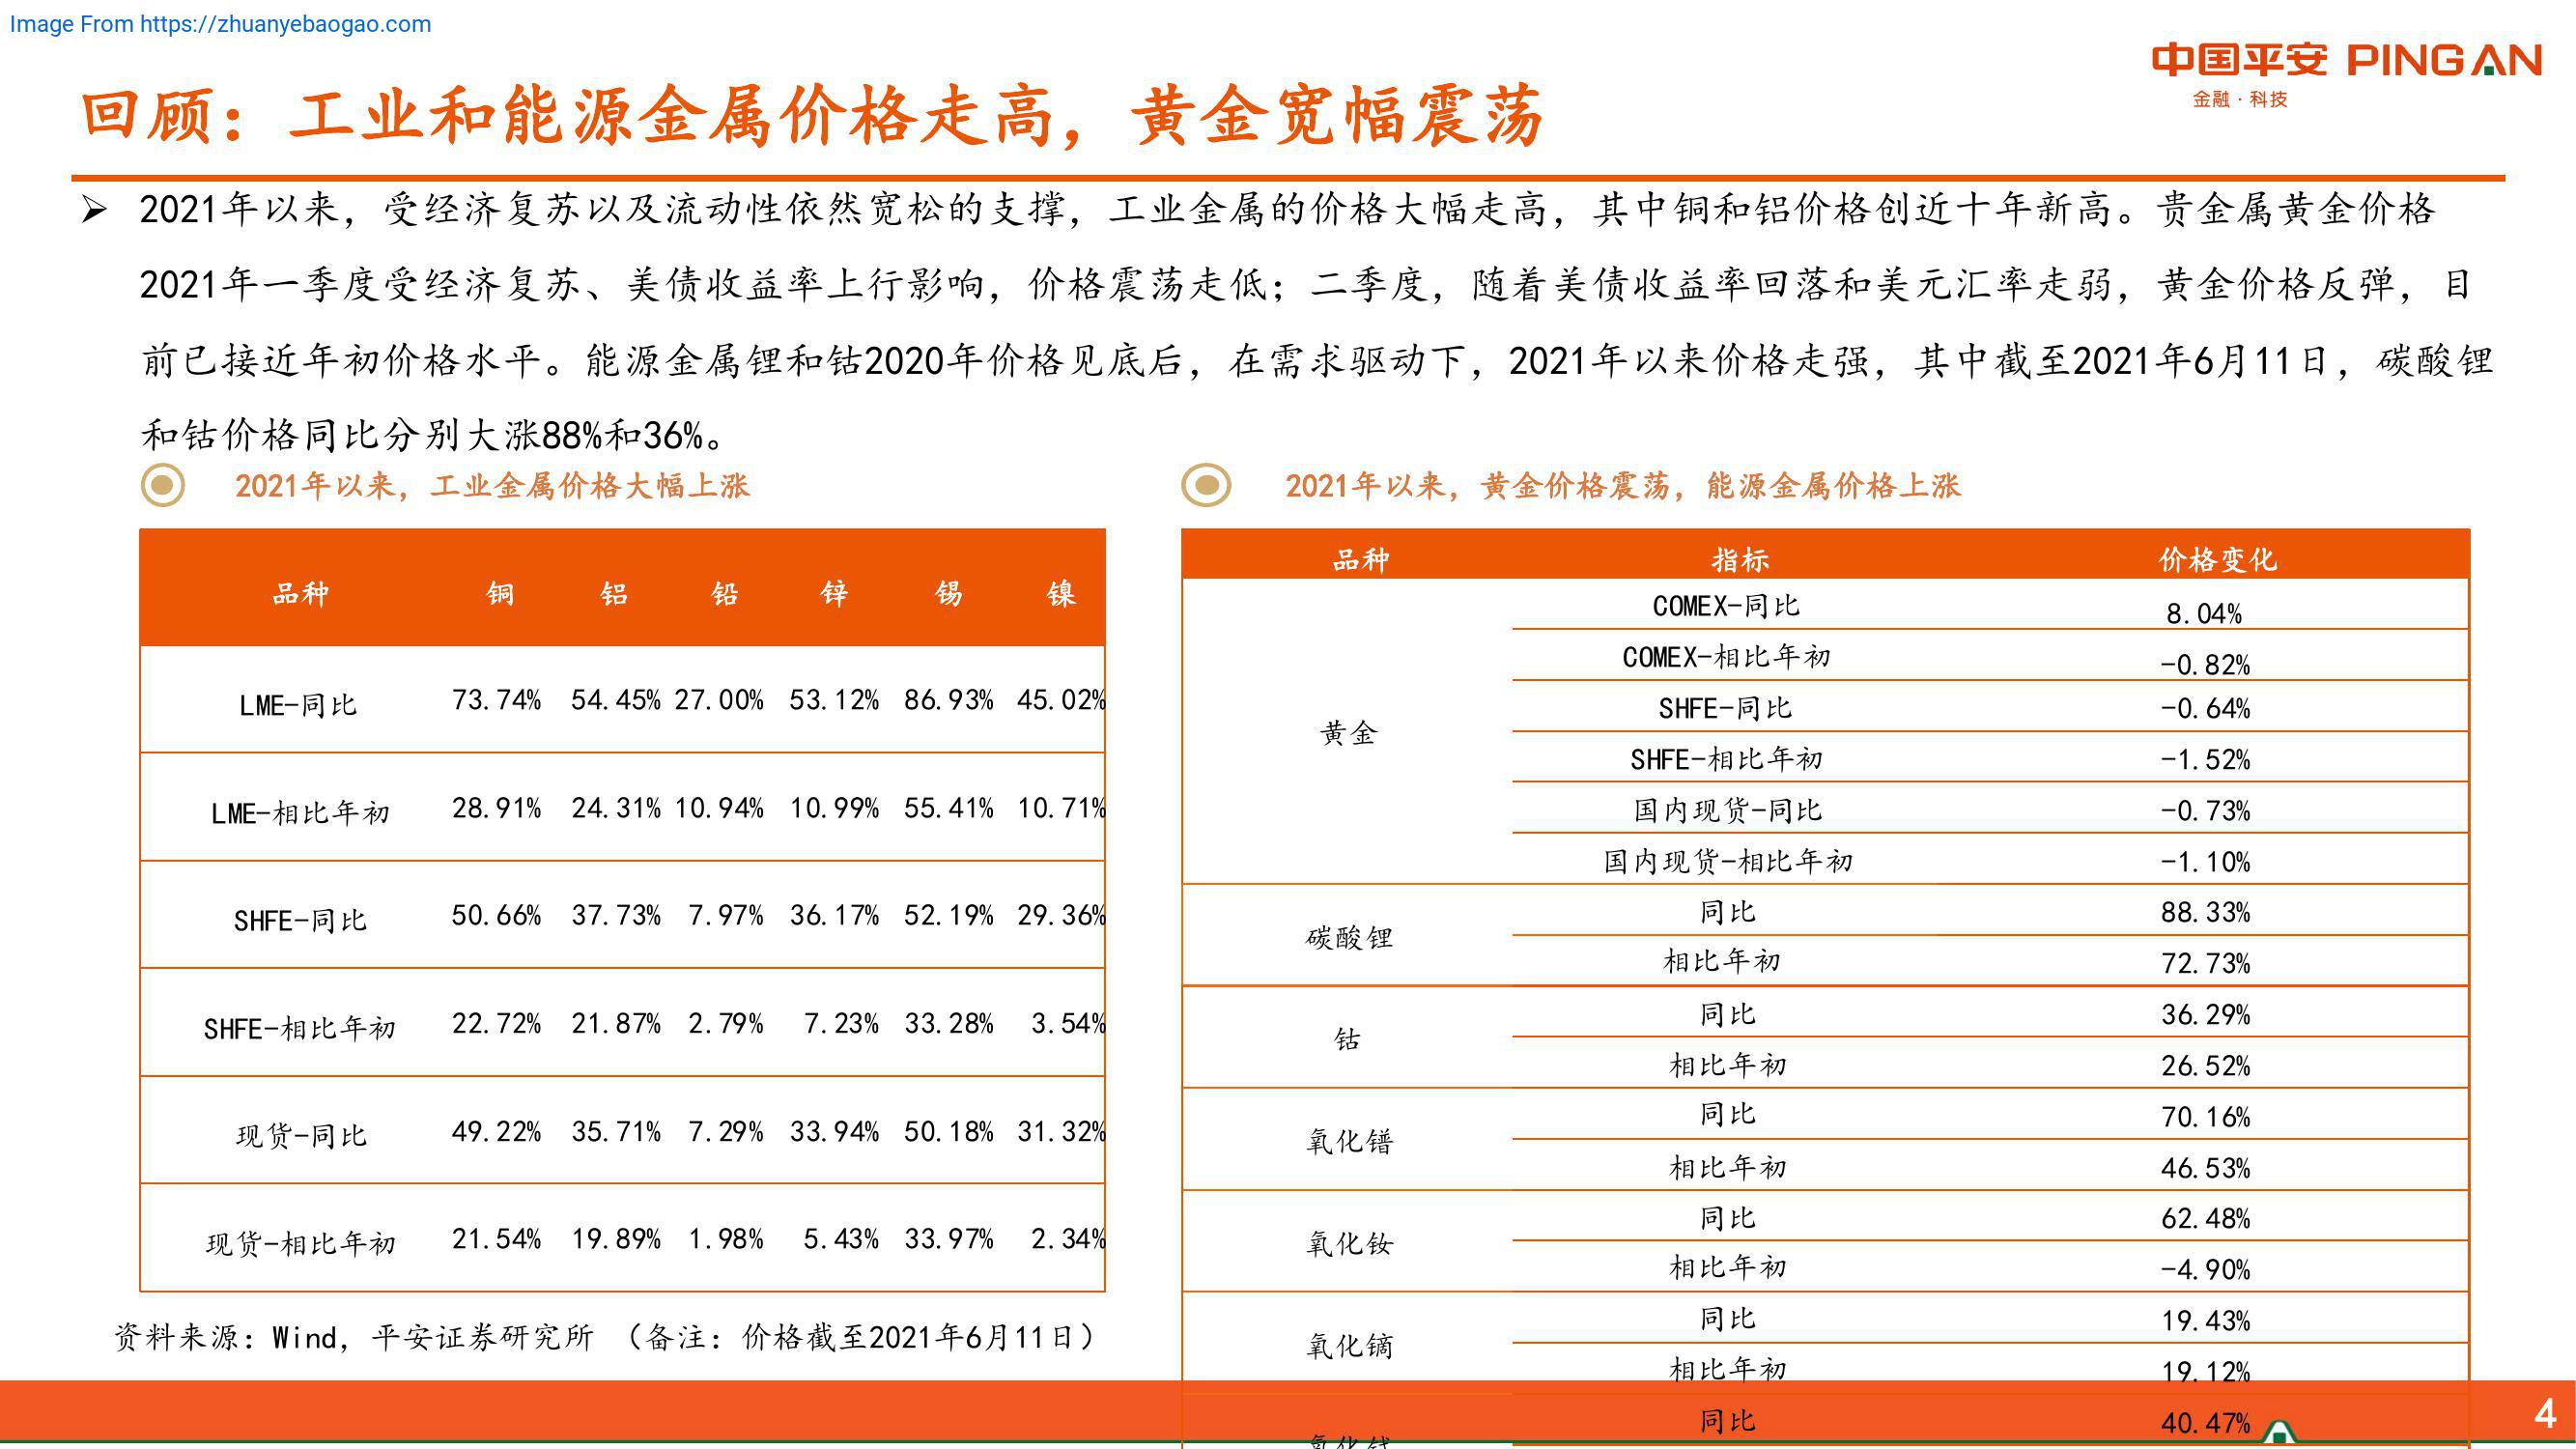 Image From https://zhuanyebaogao.com
中国平安 PINGAN
金融·科技
回顾：工业和能源金属价格走高，黄金宽幅震荡
2021年以来，受经济复苏以及流动性依然宽松的支撑，工业金属的价格大幅走高，其中铜和铝价格创近十年新高。贵金属黄金价格
2021年一季度受经济复苏、美债收益率上行影响，价格震荡走低；二季度，随着美债收益率回落和美元汇率走弱，黄金价格反弹，目
前已接近年初价格水平。能源金属锂和钴2020年价格见底后，在需求驱动下，2021年以来价格走强，其中截至2021年6月11日，碳酸锂
和钴价格同比分别大涨88%和36%。
2021年以来，工业金属价格大幅上涨
品种 铜 铝 铅 锌 锡 镍
LME-同比 73.74% 54.45% 27.00% 53.12% 86.93% 45.02%
LME-相比年初 28.91% 24.31% 10.94% 10.99% 55.41% 10.71%
SHFE-同比 50.66% 37.73% 7.97% 36.17% 52.19% 29.36%
SHFE-相比年初 22.72% 21.87% 2.79% 7.23% 33.28% 3.54%
现货-同比 49.22% 35.71% 7.29% 33.94% 50.18% 31.32%
现货-相比年初 21.54% 19.89% 1.98% 5.43% 33.97% 2.34%
资料来源：Wind，平安证券研究所 （备注：价格截至2021年6月11日）
2021年以来，黄金价格震荡，能源金属价格上涨
品种 指标 价格变化
黄金
COMEX-同比 8.04%
COMEX-相比年初 -0.82%
SHFE-同比 -0.64%
SHFE-相比年初 -1.52%
国内现货-同比 -0.73%
国内现货-相比年初 -1.10%
碳酸锂
同比 88.33%
相比年初 72.73%
钴
同比 36.29%
相比年初 26.52%
氧化镨
同比 70.16%
相比年初 46.53%
氧化钕
同比 62.48%
相比年初 -4.90%
氧化镝
同比 19.43%
相比年初 19.12%
同比 40.47%
4